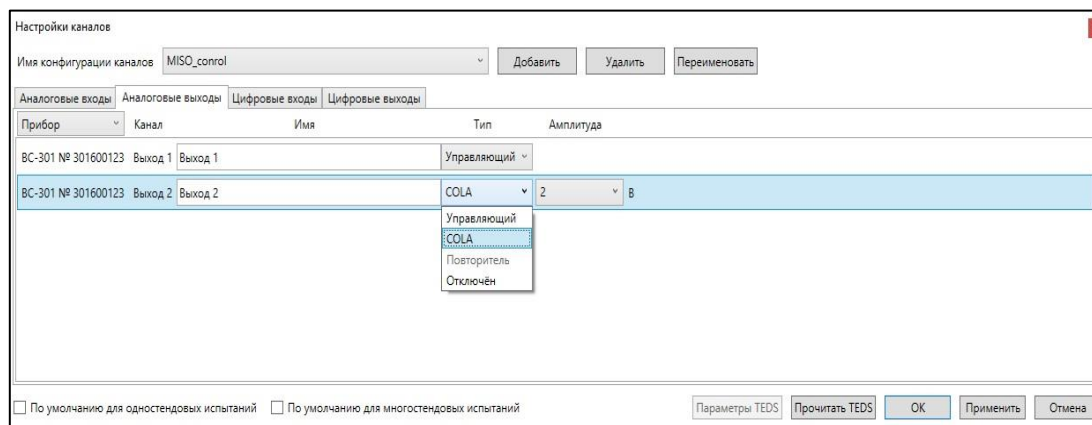 Настройки каналов
Имя конфигурации каналов MISO_conrol Добавить Удалить Переименовать
Аналоговые входы Аналоговые выходы Цифровые входы Цифровые выходы
Прибор Канал Имя Тип Амплитуда
ВС-301 № 301600123 Выход 1 Выход 1 Управляющий
ВС-301 № 301600123 Выход 2 Выход 2 COLA 2 В
Управляющий
COLA
Повторитель
Отключён
По умолчанию для одностендовых испытаний По умолчанию для многостендовых испытаний Параметры TEDS Прочитать TEDS ОК Применить Отмена